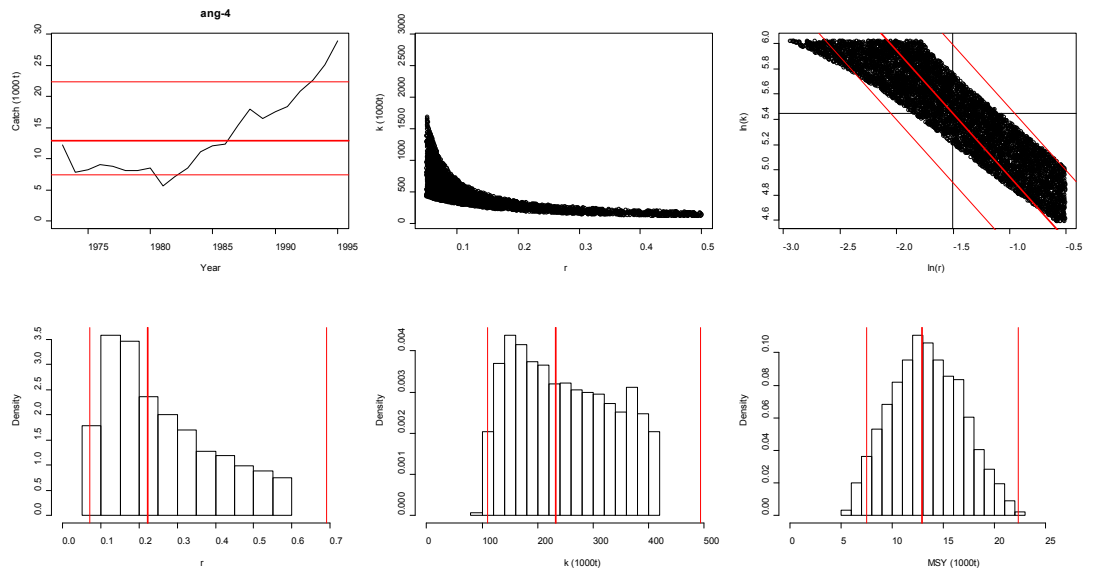 ang-4
Catch (1000t)
0 5 10 15 20 25 30
1975 1980 1985 1990 1995
Year
k (1000t)
0 500 1000 1500 2000 2500 3000
0.1 0.2 0.3 0.4 0.5
r
ln(k)
4.6 4.8 5.0 5.2 5.4 5.6 5.8 6.0
-3.0 -2.5 -2.0 -1.5 -1.0 -0.5
ln(r)
Density
0.0 0.5 1.0 1.5 2.0 2.5 3.0 3.5
0.0 0.1 0.2 0.3 0.4 0.5 0.6 0.7
r
Density
0.000 0.001 0.002 0.003 0.004
0 100 200 300 400 500
k (1000t)
Density
0.00 0.02 0.04 0.06 0.08 0.10
0 5 10 15 20 25
MSY (1000t)